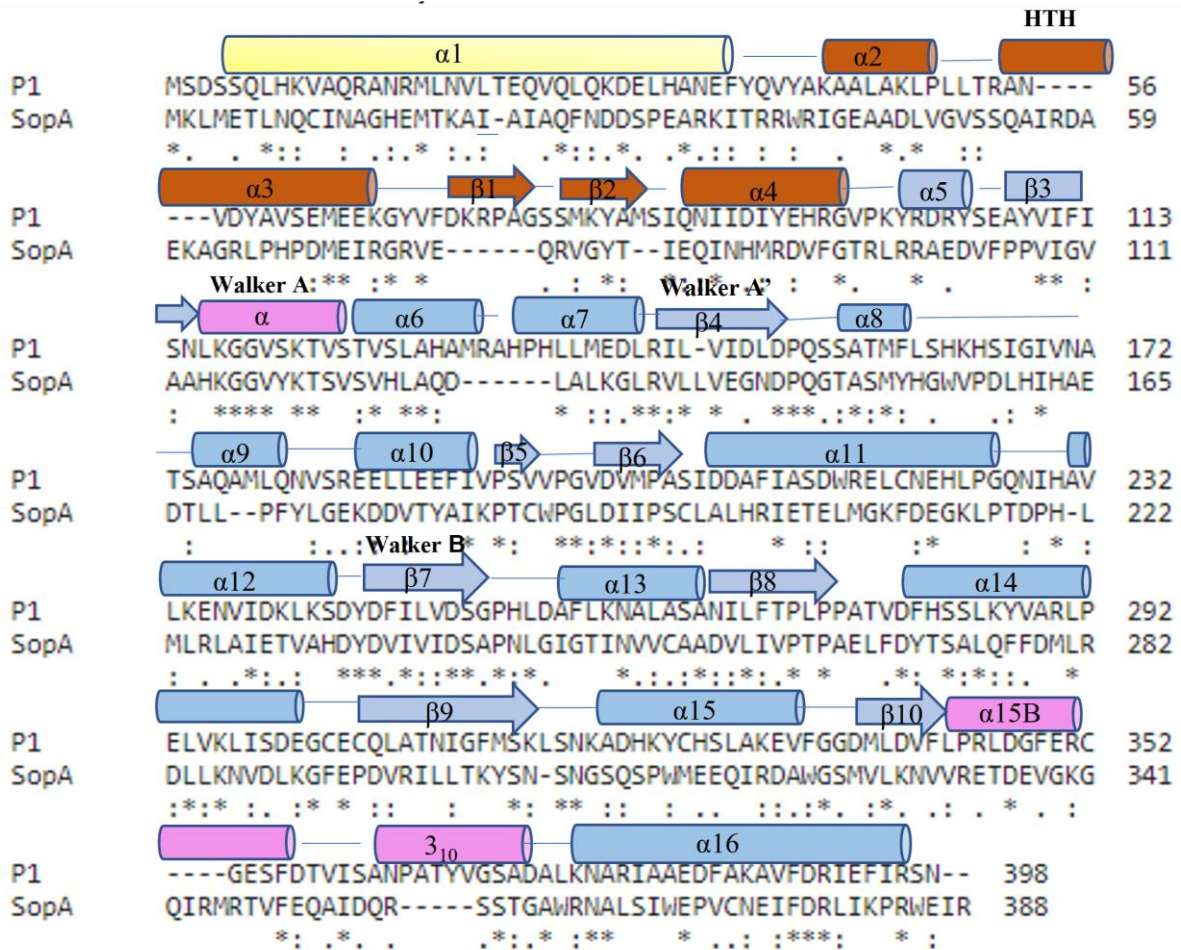 HTH
α1 α2
P1 MSDSSQLHKVAQRANRMLNVLTEQVQLQKDELHANEFYQVYAKAALAKLPLLTRAN---- 56
SopA MKLMETLNQCINAGHEMTKAI-AIAQFNDDSPEARKITRRWRIGEAADLVGVSSQAIRDA 59
*. . *:: : .:.* :.: .*::.*. *.:: : . *.* ::
α3 β1 β2 α4 α5 β3
P1 ---VDYAVSEMEEKGYVFDKRPAGSSMKYAMSIQNIIDIYEHRGVPKYRDRYSEAYVIFI 113
SopA EKAGRLPHPDMEIRGRVE------QRVGYT--IEQINHMRDVFGTRLRRAEDVFPPVIGV 111
:** :* * . :* *::* .: : *. * . ** :
Walker A Walker A’
α α6 α7 β4 α8
P1 SNLKGGVSKTVSTVSLAHAMRAHPHLLMEDLRIL-VIDLDPQSSATMFLSHKHSIGIVNA 172
SopA AAHKGGVYKTSVSVHLAQD------LALKGLRVLLVEGNDPQGTASMYHGWVPDLHIHAE 165
: **** ** :* **: * ::.**:* * . ***.:*:*: . .: *
α9 α10 β5 β6 α11
P1 TSAQAMLQNVSREELLEEFIVPSVVPGVDVMPASIDDAFIASDWRELCNEHLPGQNIHAV 232
SopA DTLL--PFYLGEKDDVTYAIKPTCWPGLDIIPSCLALHRIETELMGKFDEGKLPTDPH-L 222
: :..:: : * *: **:*::*:.: * :: :* : * :
Walker B
α12 β7 α13 β8 α14
P1 LKENVIDKLKSDYDFILVDSGPHLDAFLKNALASANILFTPLPPATVDFHSSLKYVARLP 292
SopA MLRLAIETVAHDYDVIVIDSAPNLGIGTINVVCAADVLIVPTPAELFDYTSALQFFDMLR 282
: . .*:.: ***.*::**.*:*. *.:.:*::*:.* * .*: *:*:: *
β9 α15 β10 α15B
P1 ELVKLISDEGCECQLATNIGFMSKLSNKADHKYCHSLAKEVFGGDMLDVFLPRLDGFERC 352
SopA DLLKNVDLKGFEPDVRILLTKYSN-SNGSQSPWMEEQIRDAWGSMVLKNVVRETDEVGKG 341
:*:* :. :* * :: : *: ** :: : .. ::.:*. :*. .: . * . :
3₁₀ α16
P1 ----GESFDTVISANPATYVGSADALKNARIAAEDFAKAVFDRIEFIRSN-- 398
SopA QIRMRTVFEQAIDQR-----SSTGAWRNALSIWEPVCNEIFDRLIKPRWEIR 388
*: .*. .*:.* :** * .: :***: * :